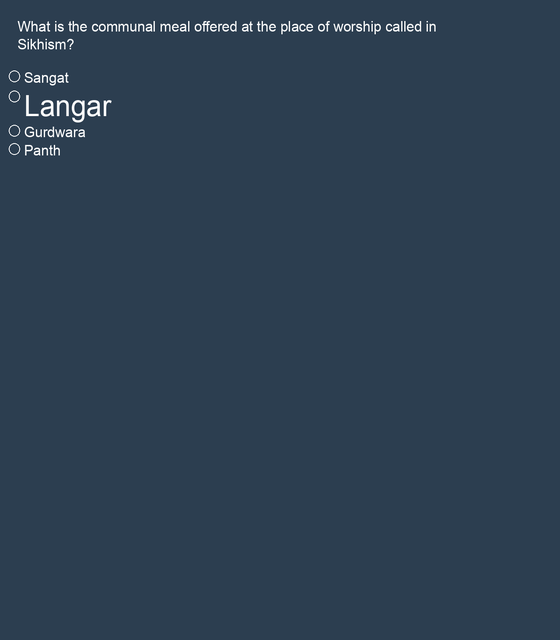 What is the communal meal offered at the place of worship called in
Sikhism?
Sangat
Langar
Gurdwara
Panth